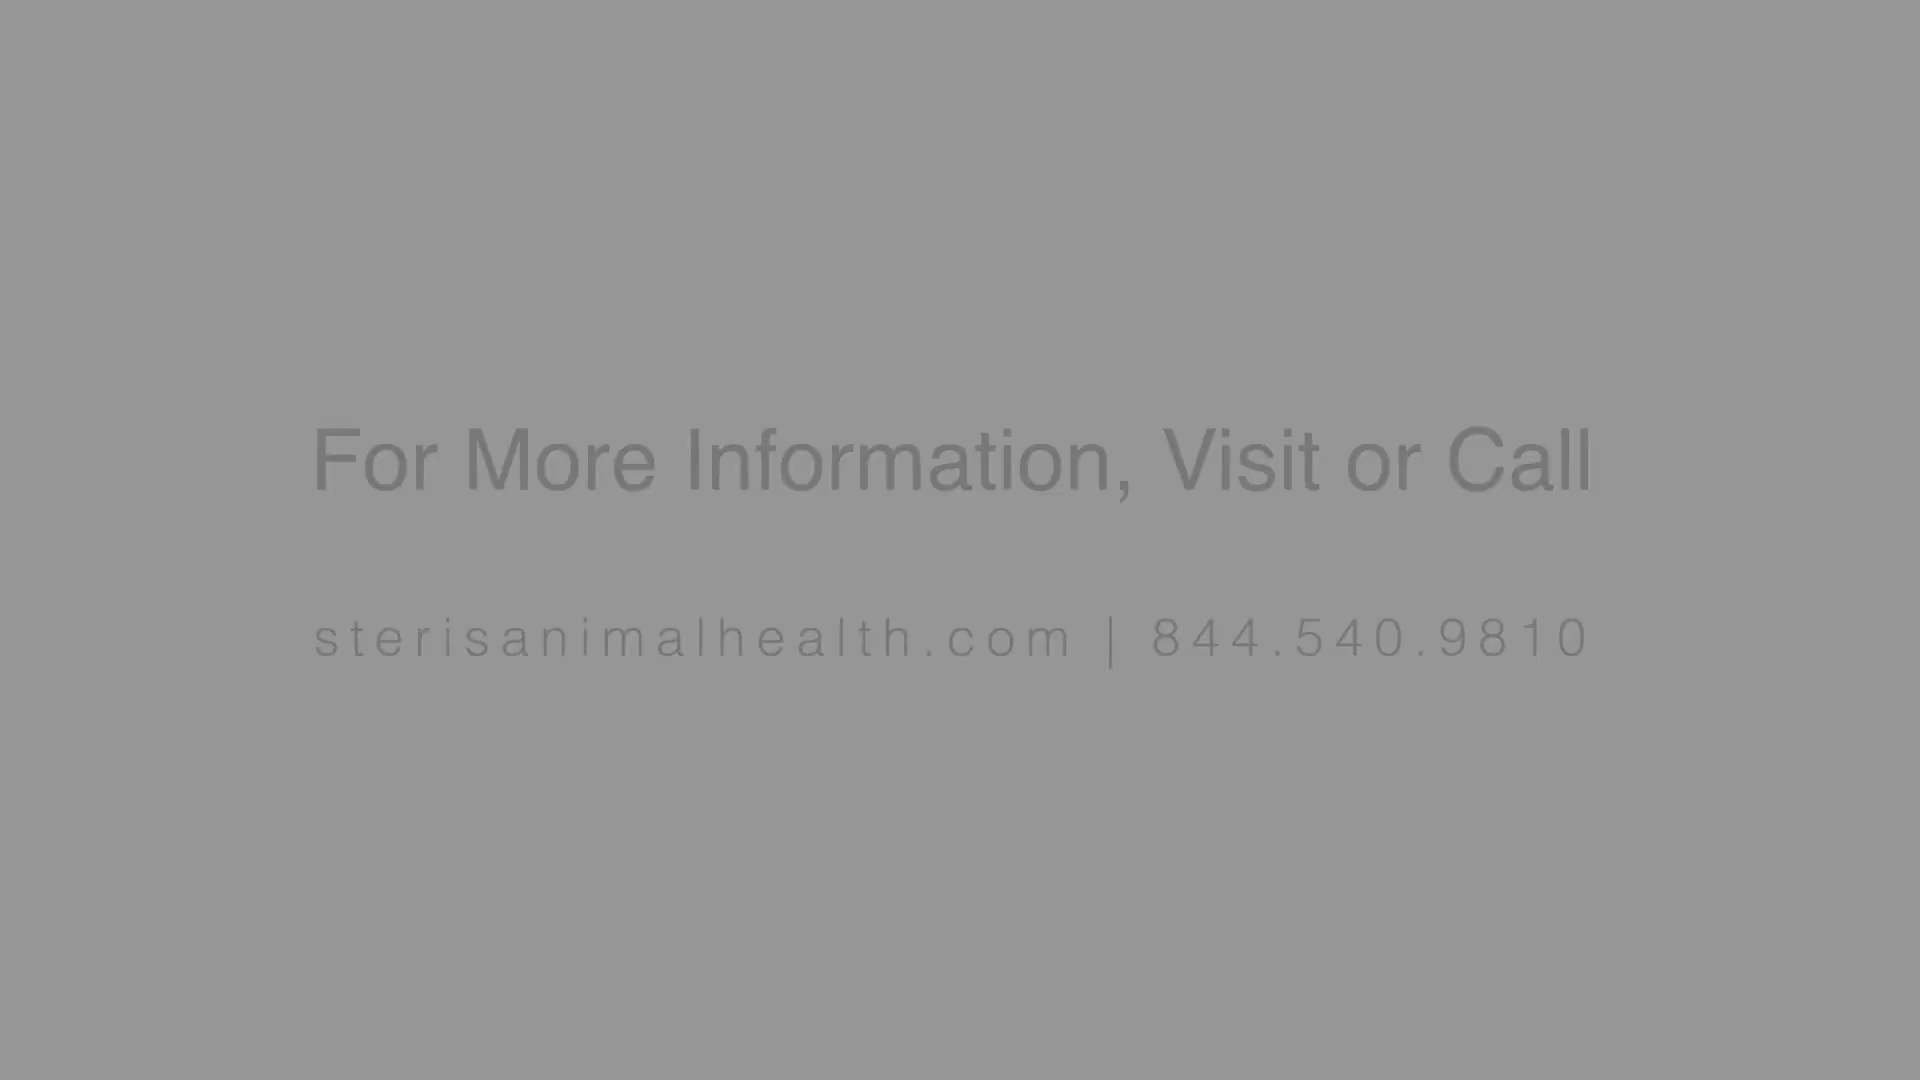 For More Information, Visit or Call
sterisanimalhealth.com | 844.540.9810